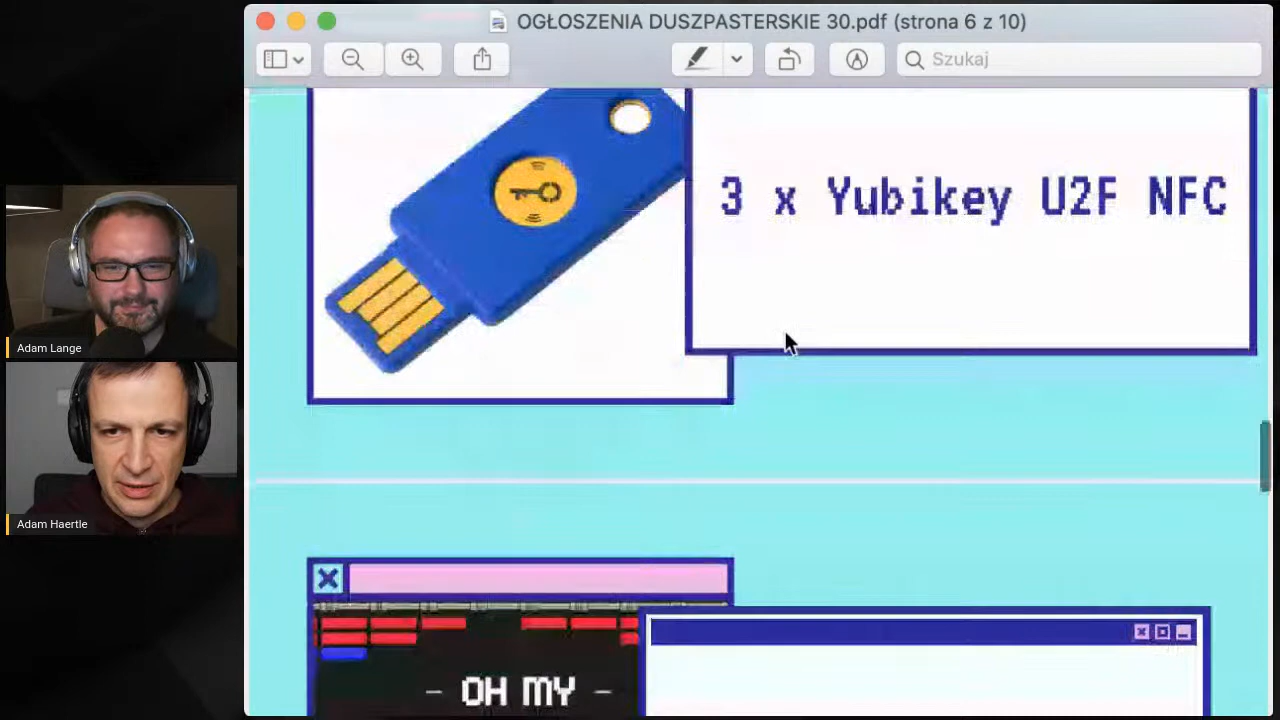 OGŁOSZENIA DUSZPASTERSKIE 30.pdf (strona 6 z 10)
Szukaj
3 x Yubikey U2F NFC
Adam Lange
Adam Haertle
- OH MY -